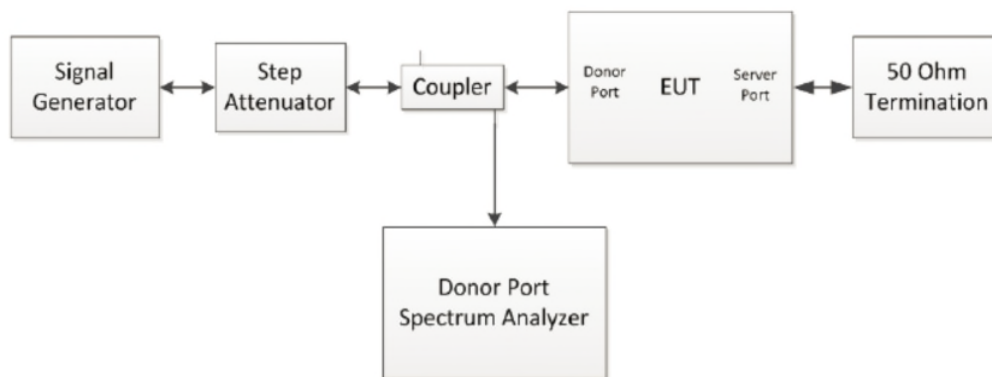 Signal
Generator
Step
Attenuator
Coupler
Donor
Port
EUT
Server
Port
50 Ohm
Termination
Donor Port
Spectrum Analyzer